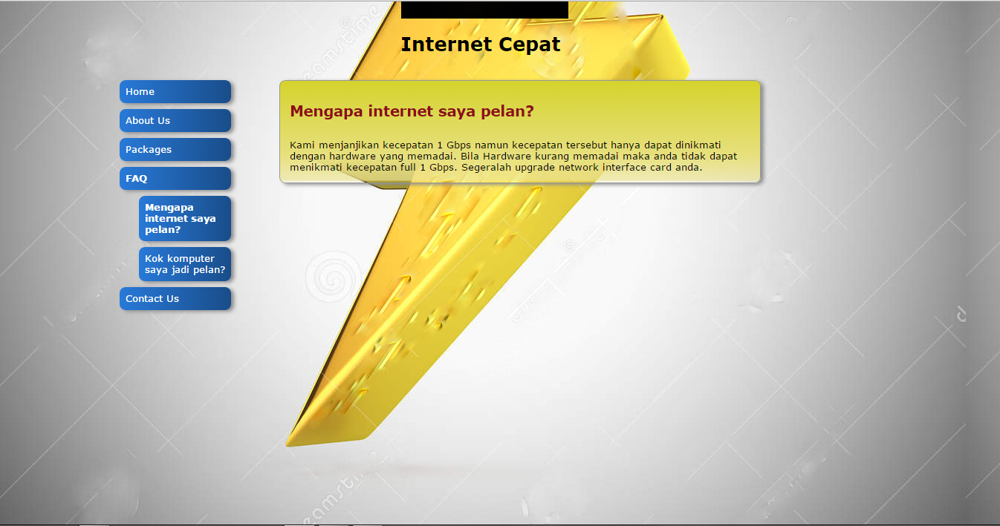 Internet Cepat
Home
About Us
Packages
FAQ
Mengapa
internet saya
pelan?
Kok komputer
saya jadi pelan?
Contact Us
Mengapa internet saya pelan?
Kami menjanjikan kecepatan 1 Gbps namun kecepatan tersebut hanya dapat dinikmati
dengan hardware yang memadai. Bila Hardware kurang memadai maka anda tidak dapat
menikmati kecepatan full 1 Gbps. Segeralah upgrade network interface card anda.